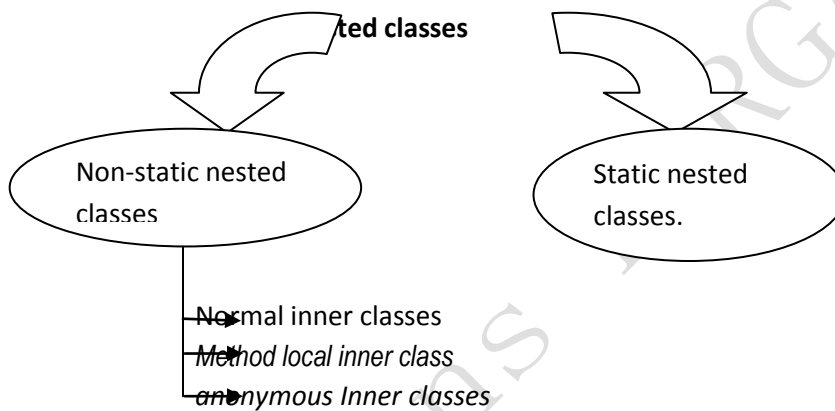 ted classes
Non-static nested
classes
Static nested
classes.
Normal inner classes
Method local inner class
anonymous Inner classes